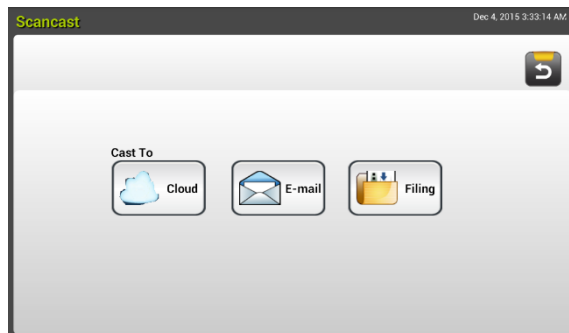 Scancast
Dec 4, 2015 3:33:14 AM
Cast To
Cloud
E-mail
Filing